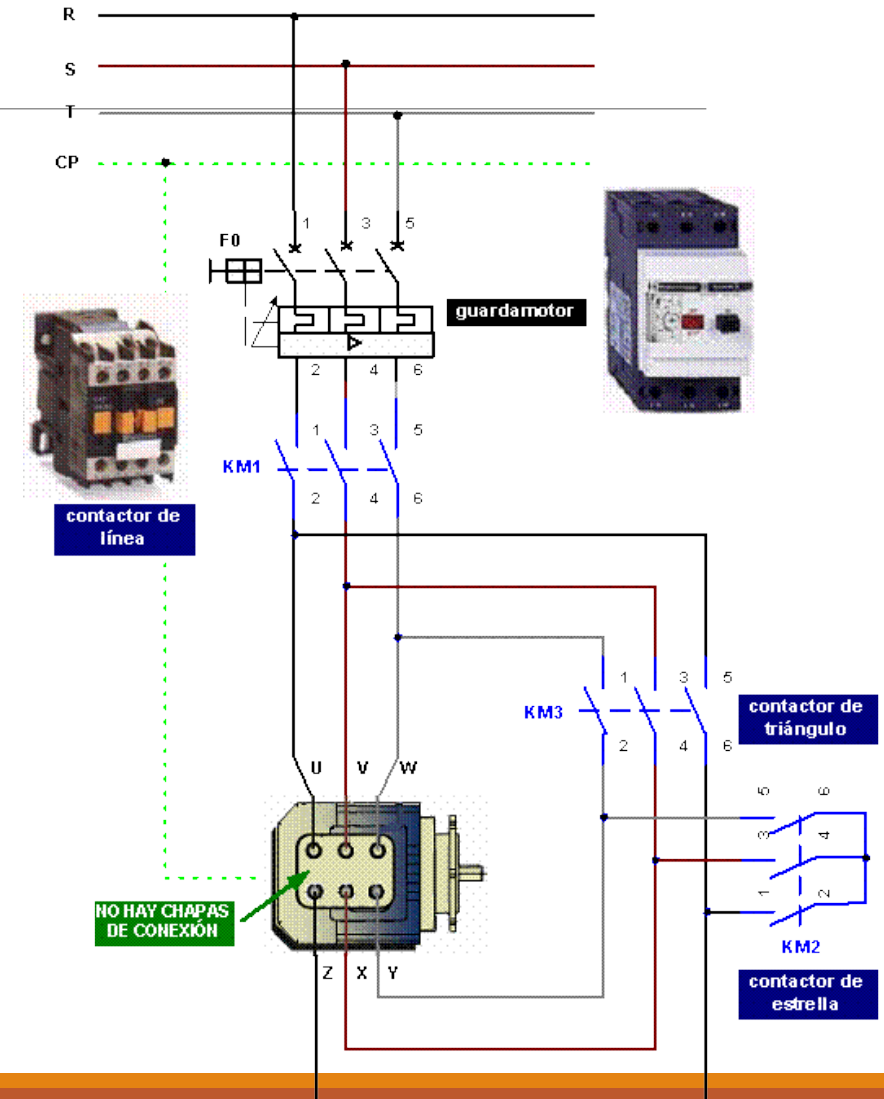 R
S
T
CP
1 3 5
F0
guardamotor
2 4 6
1 3 5
KM1
2 4 6
contactor de
línea
1 3 5
KM3
contactor de
triángulo
2 4 6
U V W
5 6
3 4
1 2
NO HAY CHAPAS
DE CONEXIÓN
KM2
Z X Y
contactor de
estrella